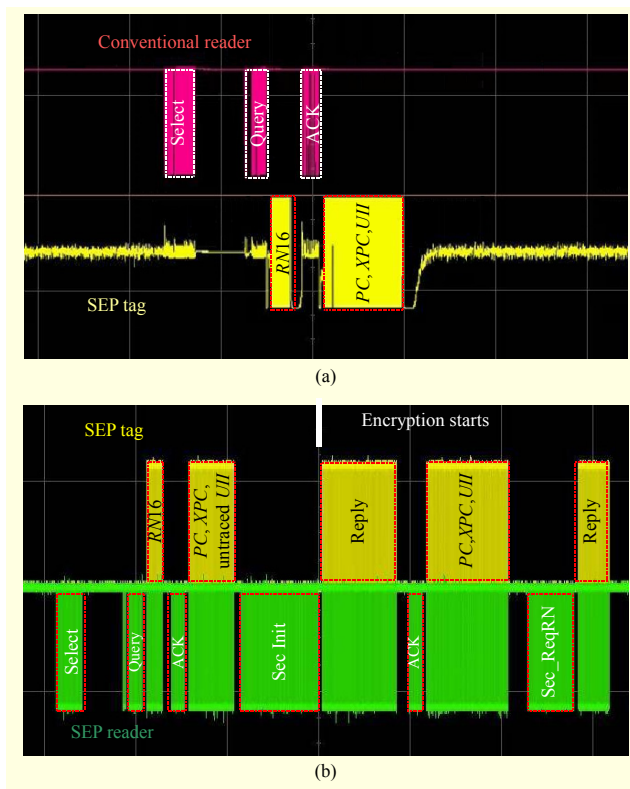 Conventional reader
Select
Query
ACK
RN16
PC, XPC, UII
SEP tag
(a)
SEP tag
Encryption starts
RN16
PC, XPC,
untraced UII
Reply
PC,XPC,UII
Reply
Select
Query
ACK
Sec Init
ACK
Sec_ReqRN
SEP reader
(b)